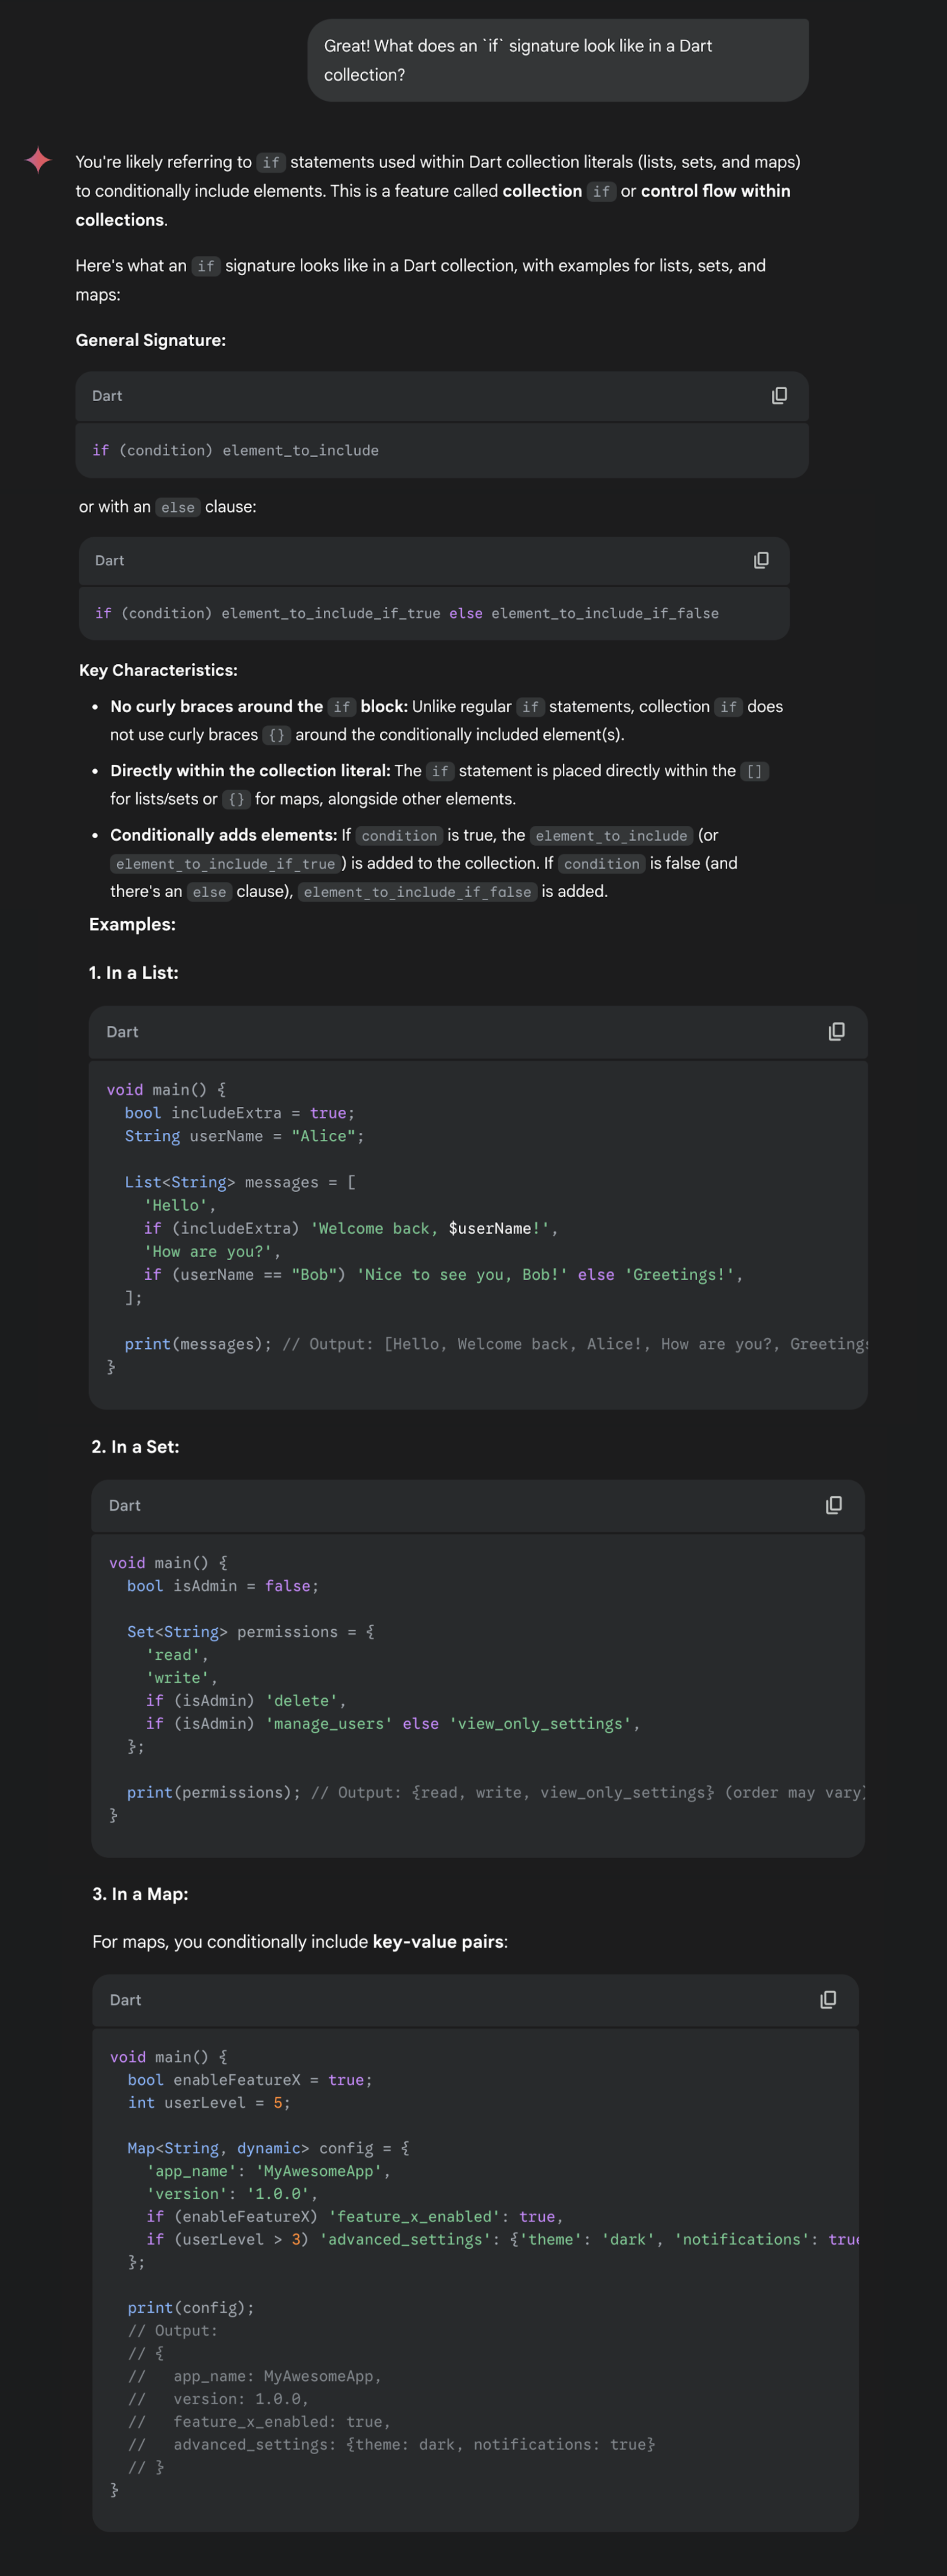 Great! What does an `if` signature look like in a Dart
collection?
You're likely referring to if statements used within Dart collection literals (lists, sets, and maps)
to conditionally include elements. This is a feature called collection if or control flow within
collections.
Here's what an if signature looks like in a Dart collection, with examples for lists, sets, and
maps:
General Signature:
Dart
if (condition) element_to_include
or with an else clause:
Dart
if (condition) element_to_include_if_true else element_to_include_if_false
Key Characteristics:
• No curly braces around the if block: Unlike regular if statements, collection if does
not use curly braces {} around the conditionally included element(s).
• Directly within the collection literal: The if statement is placed directly within the []
for lists/sets or {} for maps, alongside other elements.
• Conditionally adds elements: If condition is true, the element_to_include (or
element_to_include_if_true) is added to the collection. If condition is false (and
there's an else clause), element_to_include_if_false is added.
Examples:
1. In a List:
Dart
void main() {
  bool includeExtra = true;
  String userName = "Alice";
  List<String> messages = [
    'Hello',
    if (includeExtra) 'Welcome back, $userName!',
    'How are you?',
    if (userName == "Bob") 'Nice to see you, Bob!' else 'Greetings!',
  ];
  print(messages); // Output: [Hello, Welcome back, Alice!, How are you?, Greetings
}
2. In a Set:
Dart
void main() {
  bool isAdmin = false;
  Set<String> permissions = {
    'read',
    'write',
    if (isAdmin) 'delete',
    if (isAdmin) 'manage_users' else 'view_only_settings',
  };
  print(permissions); // Output: {read, write, view_only_settings} (order may vary)
}
3. In a Map:
For maps, you conditionally include key-value pairs:
Dart
void main() {
  bool enableFeatureX = true;
  int userLevel = 5;
  Map<String, dynamic> config = {
    'app_name': 'MyAwesomeApp',
    'version': '1.0.0',
    if (enableFeatureX) 'feature_x_enabled': true,
    if (userLevel > 3) 'advanced_settings': {'theme': 'dark', 'notifications': true
  };
  print(config);
  // Output:
  // {
  //   app_name: MyAwesomeApp,
  //   version: 1.0.0,
  //   feature_x_enabled: true,
  //   advanced_settings: {theme: dark, notifications: true}
  // }
}